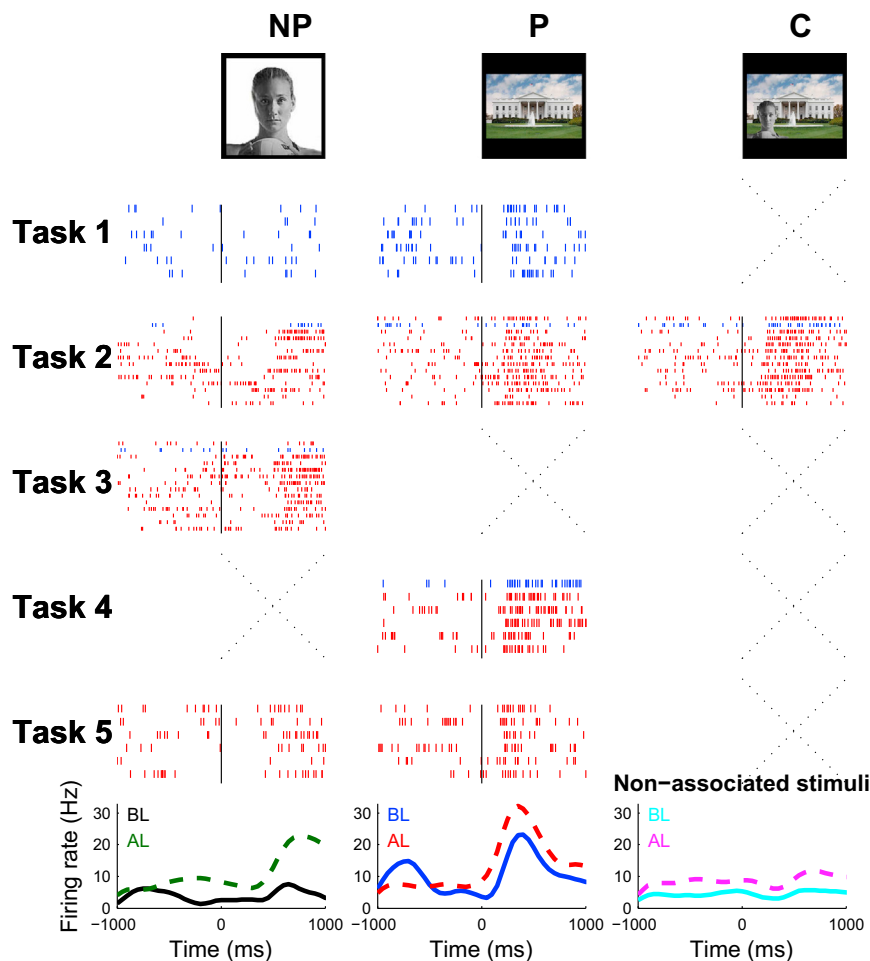 NP P C
Task 1
Task 2
Task 3
Task 4
Task 5
Non−associated stimuli
Firing rate (Hz)
30
20
10
0
BL
AL
−1000 0 1000
Time (ms)
30
20
10
0
BL
AL
−1000 0 1000
Time (ms)
30
20
10
0
BL
AL
−1000 0 1000
Time (ms)